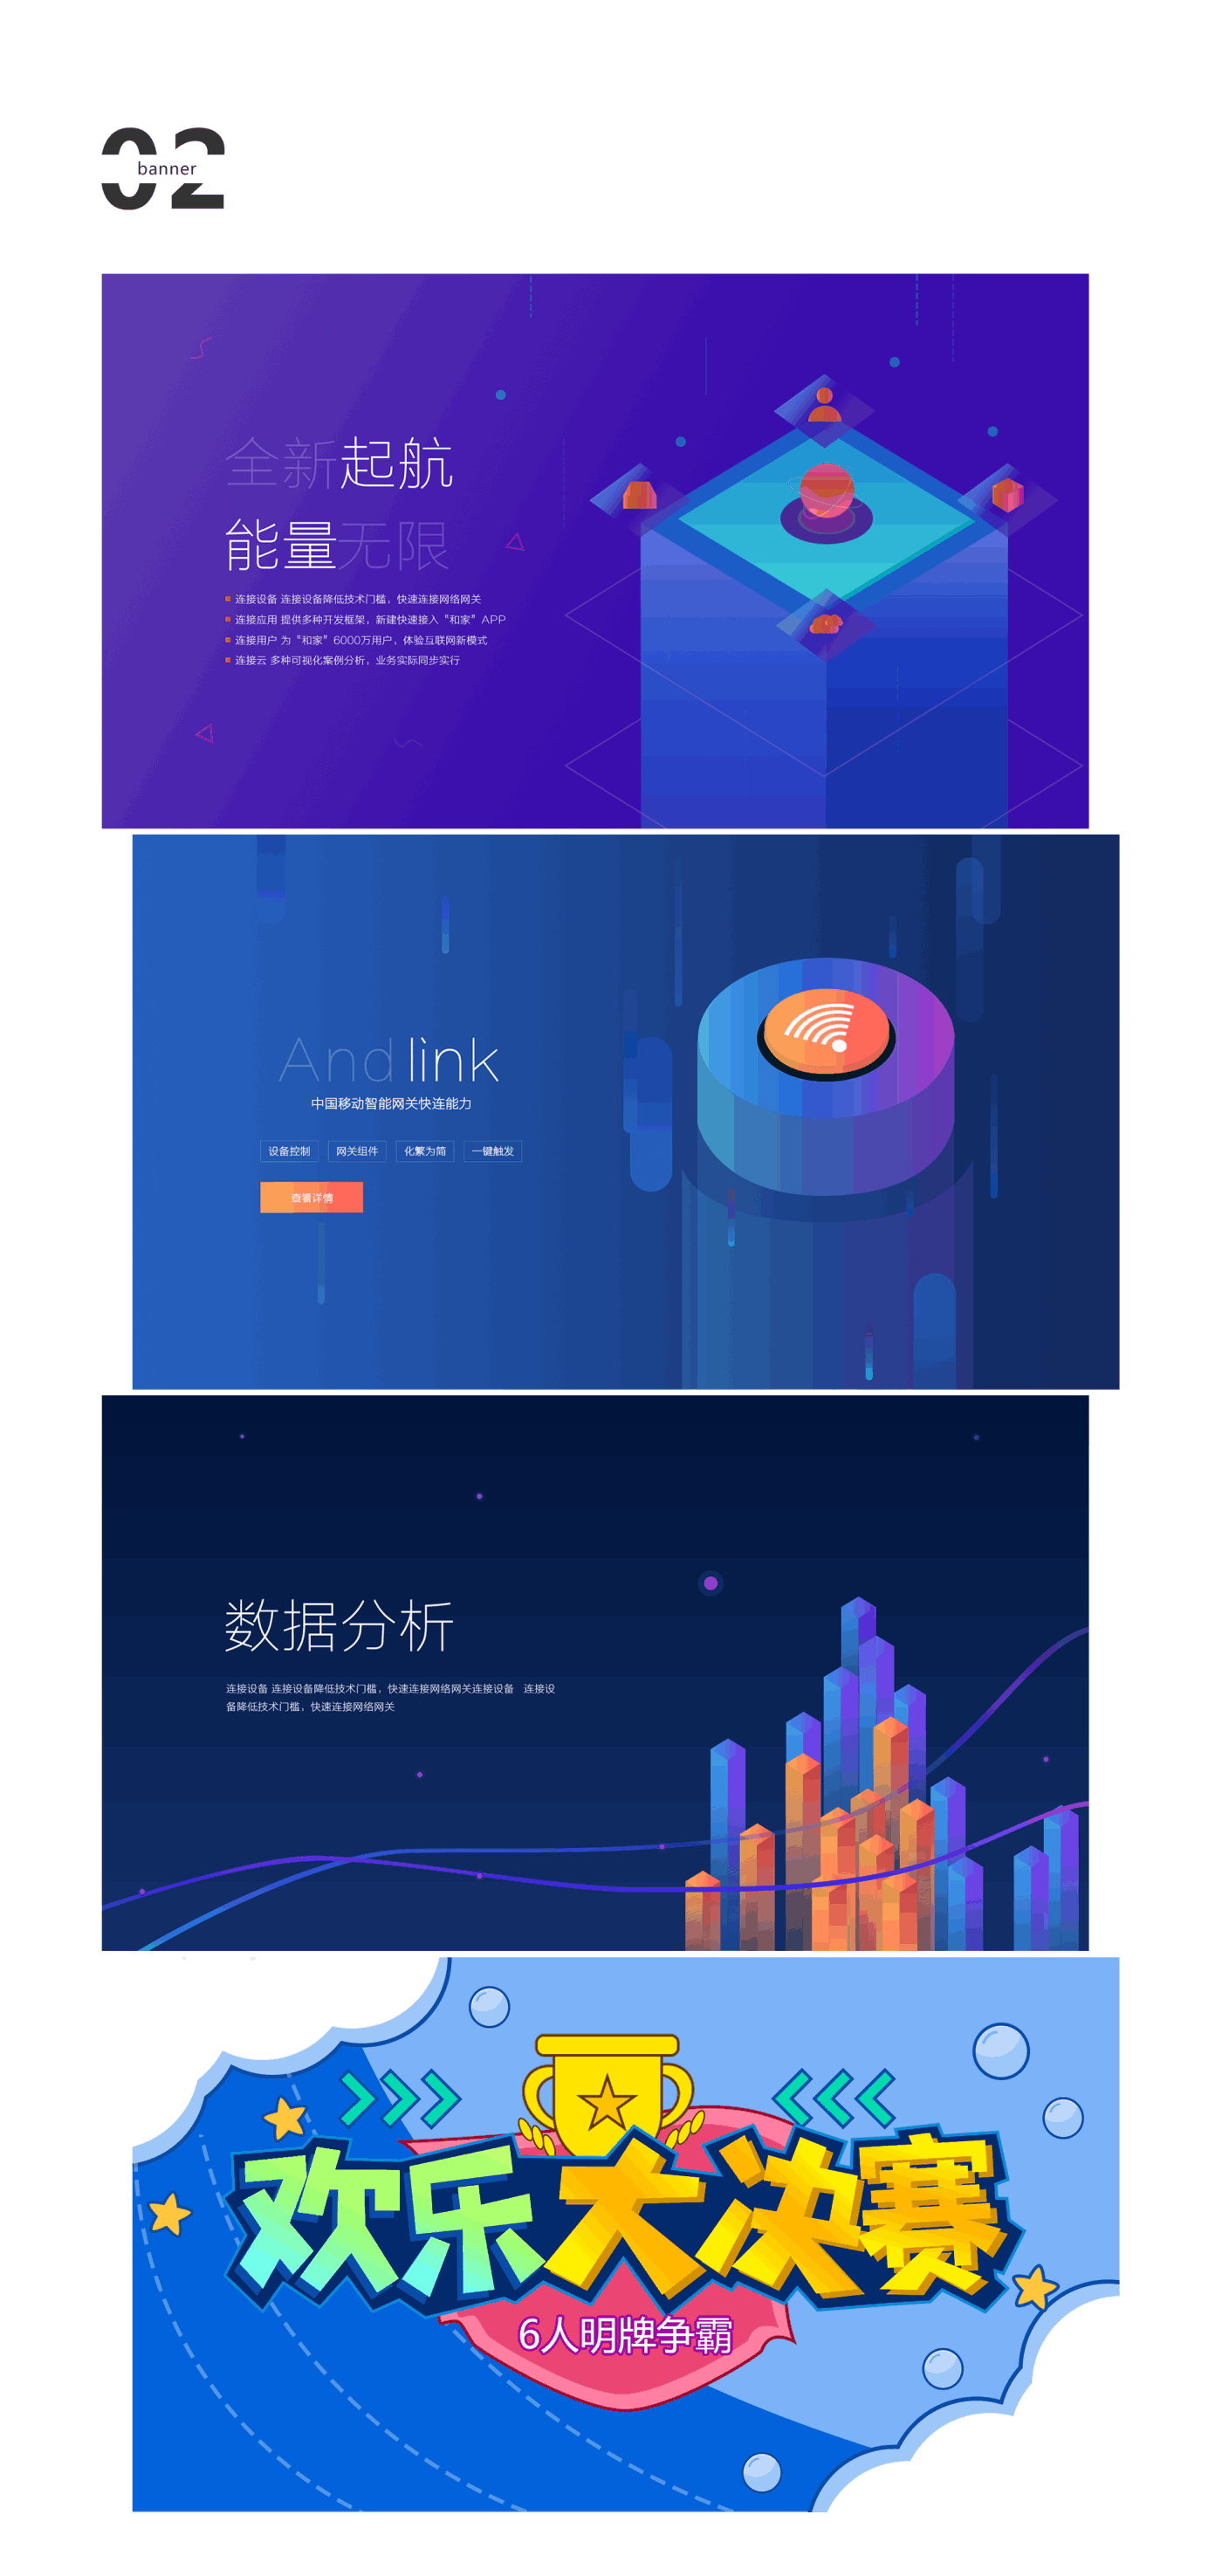 02
banner
全新起航
能量无限
连接设备 连接设备降低技术门槛，快速连接网络网关
连接应用 提供多种开发框架，新建快速接入“和家”APP
连接用户 为“和家”6000万用户，体验互联网新模式
连接云 多种可视化案例分析，业务实际同步实行
And link
中国移动智能网关快连能力
设备控制 网关组件 化繁为简 一键触发
查看详情
数据分析
连接设备 连接设备降低技术门槛，快速连接网络网关连接设备 连接设
备降低技术门槛，快速连接网络网关
欢乐大决赛
6人明牌争霸